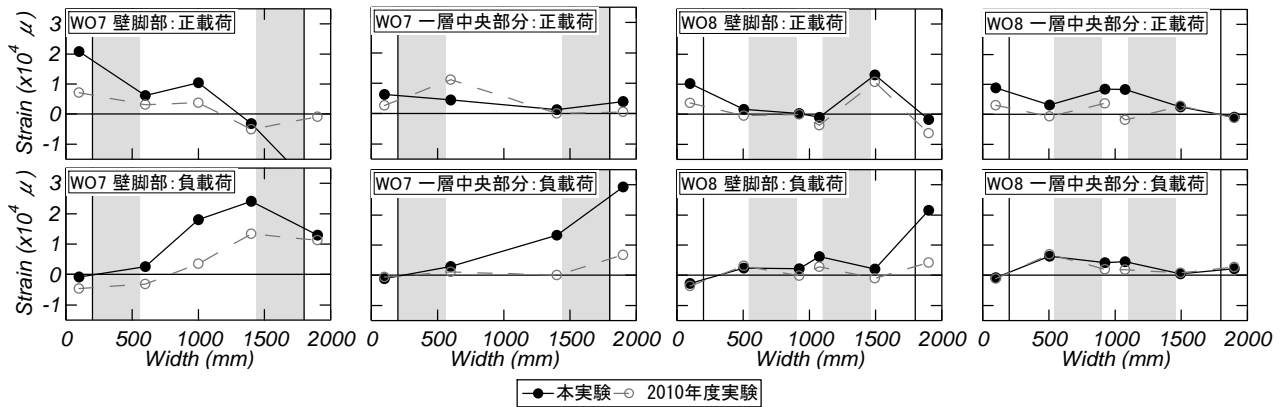 WO7 壁脚部：正載荷
WO7 一層中央部分：正載荷
WO8 壁脚部：正載荷
WO8 一層中央部分：正載荷
Strain (x10⁴ μ)
3
2
1
0
-1
WO7 壁脚部：負載荷
WO7 一層中央部分：負載荷
WO8 壁脚部：負載荷
WO8 一層中央部分：負載荷
Strain (x10⁴ μ)
3
2
1
0
-1
0 500 1000 1500 2000
0 500 1000 1500 2000
0 500 1000 1500 2000
0 500 1000 1500 2000
Width (mm)
Width (mm)
Width (mm)
Width (mm)
本実験 2010年度実験